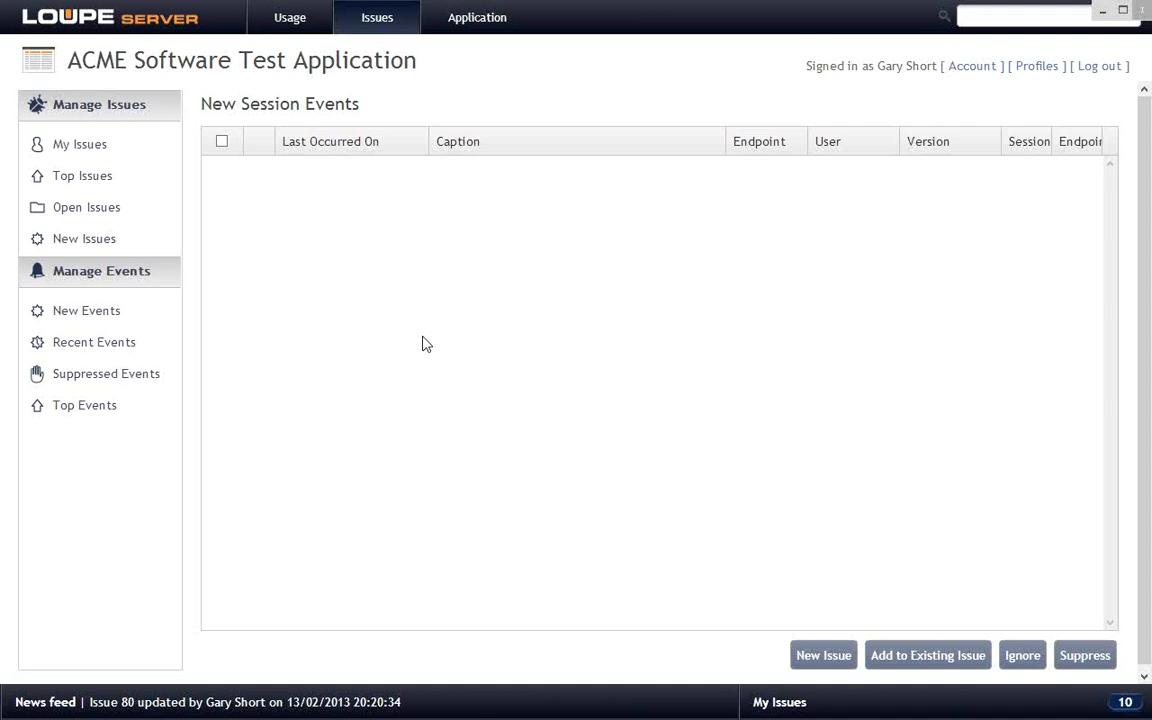 LOUPE SERVER
Usage
Issues
Application
ACME Software Test Application
Signed in as Gary Short [ Account ] [ Profiles ] [ Log out ]
Manage Issues
My Issues
Top Issues
Open Issues
New Issues
Manage Events
New Events
Recent Events
Suppressed Events
Top Events
New Session Events
Last Occurred On
Caption
Endpoint
User
Version
Session
Endpoir
New Issue
Add to Existing Issue
Ignore
Suppress
News feed | Issue 80 updated by Gary Short on 13/02/2013 20:20:34
My Issues
10